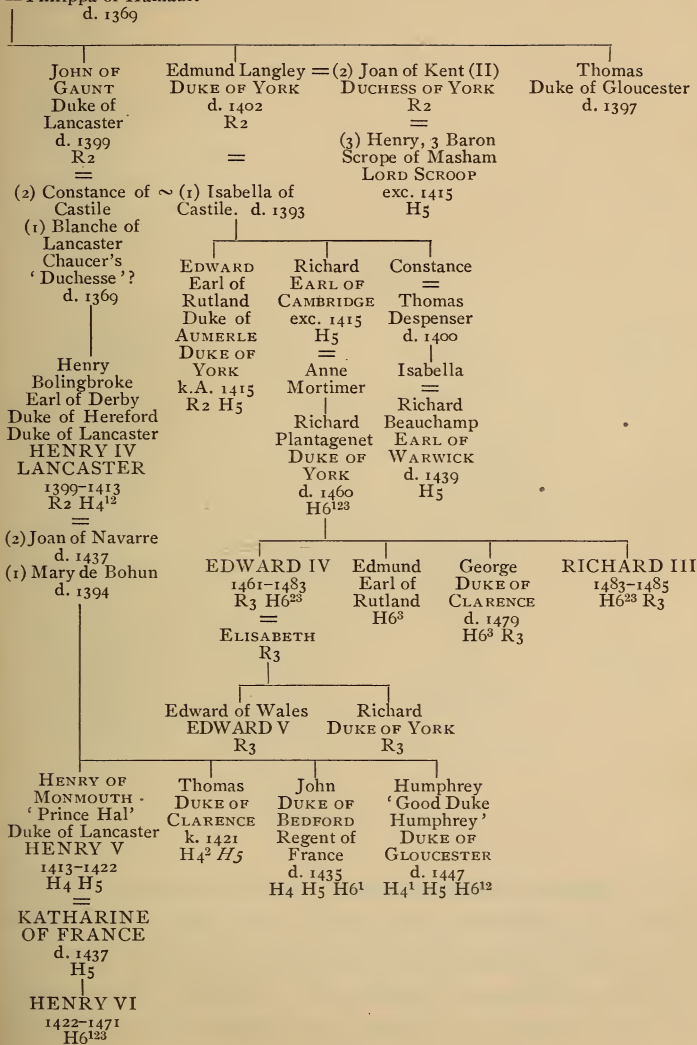 = Philippa of Hainault
d. 1369
JOHN OF
GAUNT
Duke of
Lancaster
d. 1399
R2
=
(2) Constance of ~ (1) Isabella of
Castile
(1) Blanche of
Lancaster
Chaucer's
‘Duchesse’?
d. 1369
Edmund Langley = (2) Joan of Kent (II)
DUKE OF YORK
d. 1402
R2
=
Castile. d. 1393
DUCHESS OF YORK
R2
=
(3) Henry, 3 Baron
Scrope of Masham
LORD SCROOP
exc. 1415
H5
Thomas
Duke of Gloucester
d. 1397
EDWARD
Earl of
Rutland
Duke of
AUMERLE
DUKE OF
YORK
k.A. 1415
R2 H5
Richard
EARL OF
CAMBRIDGE
exc. 1415
H5
=
Anne
Mortimer
Richard
Plantagenet
DUKE OF
YORK
d. 1460
H6¹²³
Constance
=
Thomas
Despenser
d. 1400
Isabella
=
Richard
Beauchamp
EARL OF
WARWICK
d. 1439
H5
Henry
Bolingbroke
Earl of Derby
Duke of Hereford
Duke of Lancaster
HENRY IV
LANCASTER
1399-1413
R2 H4¹²
=
(2) Joan of Navarre
d. 1437
(1) Mary de Bohun
d. 1394
EDWARD IV
1461-1483
R3 H6²³
=
ELISABETH
R3
Edmund
Earl of
Rutland
H6³
George
DUKE OF
CLARENCE
d. 1479
H6³ R3
RICHARD III
1483-1485
H6²³ R3
Edward of Wales
EDWARD V
R3
Richard
DUKE OF YORK
R3
HENRY OF
MONMOUTH
‘Prince Hal’
Duke of Lancaster
HENRY V
1413-1422
H4 H5
=
KATHARINE
OF FRANCE
d. 1437
H5
HENRY VI
1422-1471
H6¹²³
Thomas
DUKE OF
CLARENCE
k. 1421
H4² H5
John
DUKE OF
BEDFORD
Regent of
France
d. 1435
H4 H5 H6¹
Humphrey
‘Good Duke
Humphrey’
DUKE OF
GLOUCESTER
d. 1447
H4¹ H5 H6¹²